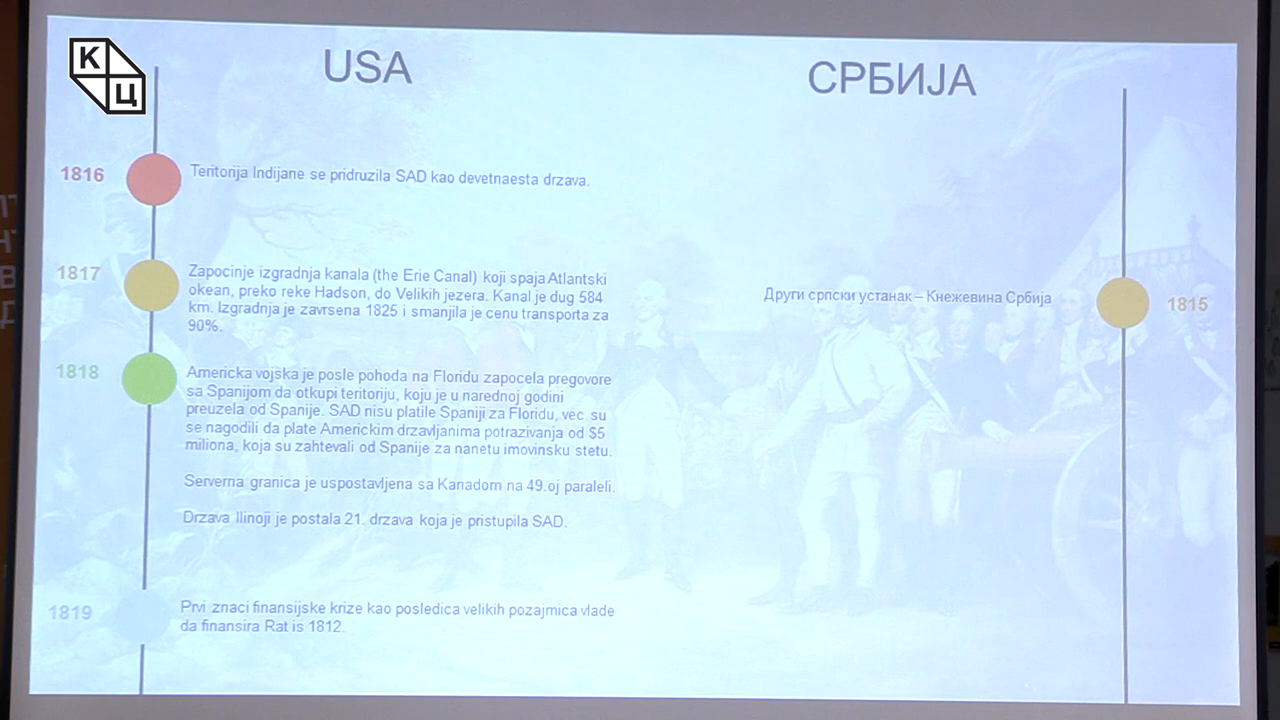 К
Ц
USA
СРБИЈА
1816
Teritorija Indijane se pridruzila SAD kao devetnaesta drzava.
1817
Zapocinje izgradnja kanala (the Erie Canal) koji spaja Atlantski
okean, preko reke Hadson, do Velikih jezera. Kanal je dug 584
km. Izgradnja je zavrsena 1825 i smanjila je cenu transporta za
90%.
Други српски устанак – Кнежевина Србија
1815
1818
Americka vojska je posle pohoda na Floridu zapocela pregovore
sa Spanijom da otkupi teritoriju, koju je u narednoj godini
preuzela od Spanije. SAD nisu platile Spaniji za Floridu, vec su
se nagodili da plate Americkim drzavljanima potrazivanja od $5
miliona, koja su zahtevali od Spanije za nanetu imovinsku stetu.
Serverna granica je uspostavljena sa Kanadom na 49.oj paraleli.
Drzava Ilinoji je postala 21. drzava koja je pristupila SAD.
1819
Prvi znaci finansijske krize kao posledica velikih pozajmica vlade
da finansira Rat is 1812.